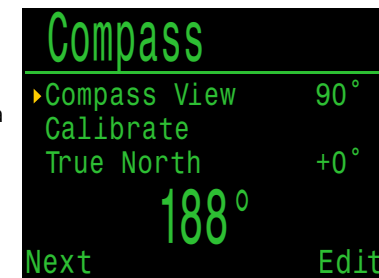 Compass
Compass View 90°
Calibrate
True North +0°
188°
Next Edit